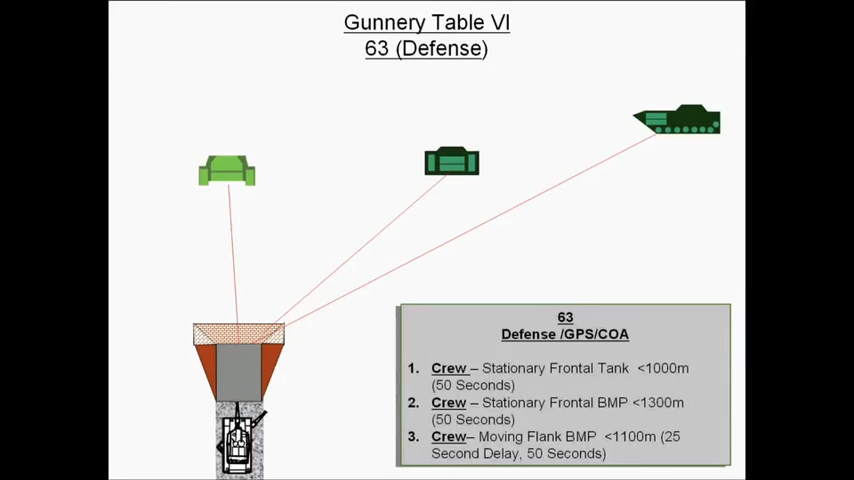 Gunnery Table VI
63 (Defense)
63
Defense /GPS/COA
1. Crew – Stationary Frontal Tank <1000m
(50 Seconds)
2. Crew – Stationary Frontal BMP <1300m
(50 Seconds)
3. Crew– Moving Flank BMP <1100m (25
Second Delay, 50 Seconds)